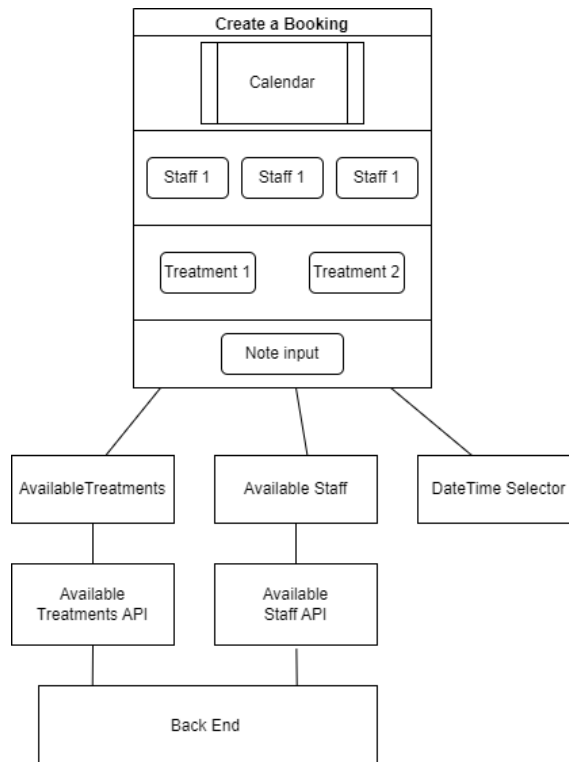 Create a Booking
Calendar
Staff 1
Staff 1
Staff 1
Treatment 1
Treatment 2
Note input
AvailableTreatments
Available Staff
DateTime Selector
Available
Treatments API
Available
Staff API
Back End